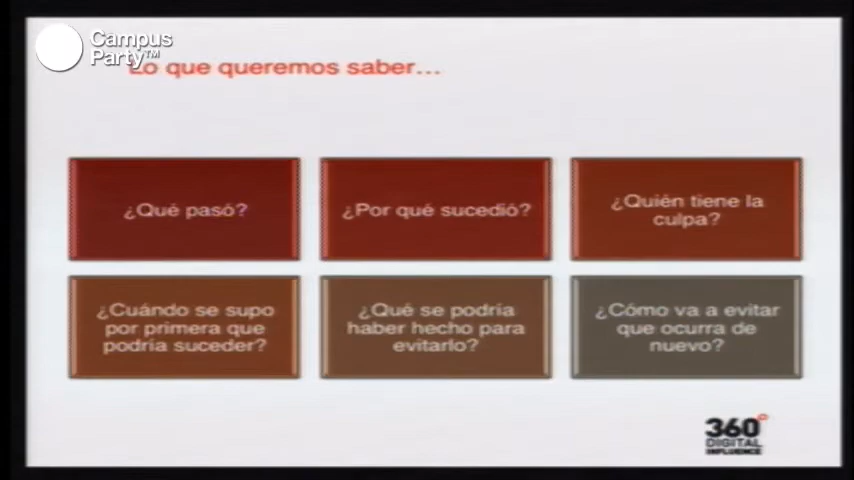 Campus
Party™
Lo que queremos saber...
¿Qué pasó?
¿Por qué sucedió?
¿Quién tiene la
culpa?
¿Cuándo se supo
por primera que
podría suceder?
¿Qué se podría
haber hecho para
evitarlo?
¿Cómo va a evitar
que ocurra de
nuevo?
360°
DIGITAL
INFLUENCE